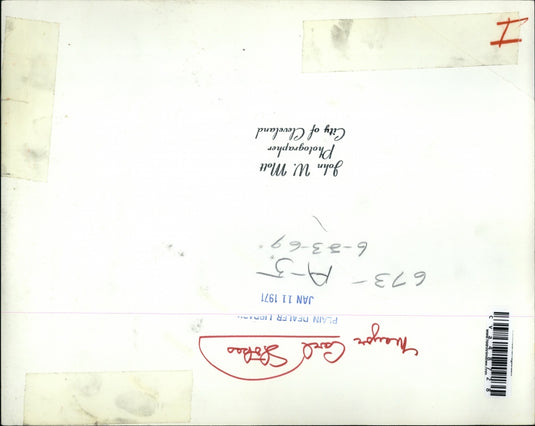 Mayor Carl Stokes
PLAIN DEALER LIBRARY
JAN 11 1971
673- A-5
6-23-69
John W. Mott
Photographer
City of Cleveland
I